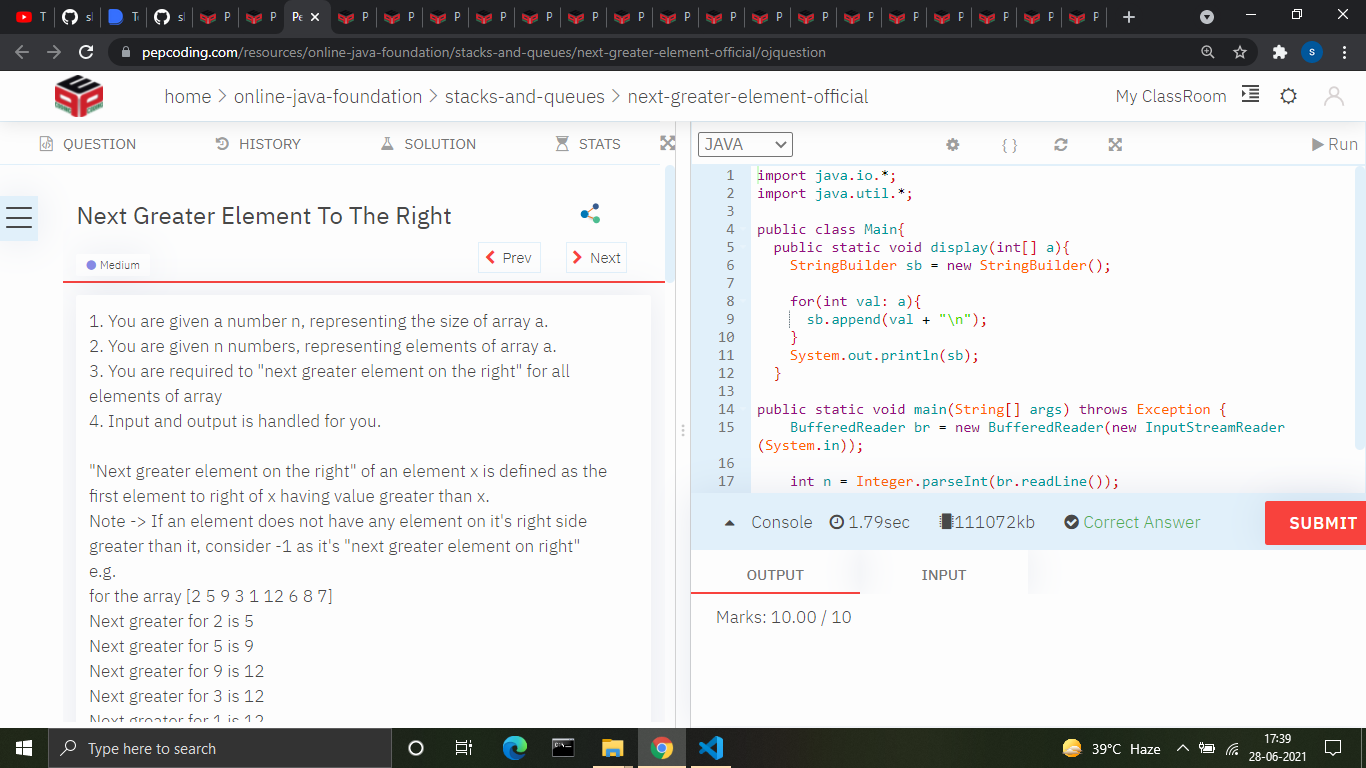 pepcoding.com/resources/online-java-foundation/stacks-and-queues/next-greater-element-official/ojquestion
home > online-java-foundation > stacks-and-queues > next-greater-element-official
My ClassRoom
QUESTION
HISTORY
SOLUTION
STATS
Next Greater Element To The Right
Prev
Next
Medium
1. You are given a number n, representing the size of array a.
2. You are given n numbers, representing elements of array a.
3. You are required to "next greater element on the right" for all
elements of array
4. Input and output is handled for you.
"Next greater element on the right" of an element x is defined as the
first element to right of x having value greater than x.
Note -> If an element does not have any element on it's right side
greater than it, consider -1 as it's "next greater element on right"
e.g.
for the array [2 5 9 3 1 12 6 8 7]
Next greater for 2 is 5
Next greater for 5 is 9
Next greater for 9 is 12
Next greater for 3 is 12
Next greater for 1 is 12
JAVA
{ }
Run
1 import java.io.*;
2 import java.util.*;
3
4 public class Main{
5 public static void display(int[] a){
6 StringBuilder sb = new StringBuilder();
7
8 for(int val: a){
9 sb.append(val + "\n");
10 }
11 System.out.println(sb);
12 }
13
14 public static void main(String[] args) throws Exception {
15 BufferedReader br = new BufferedReader(new InputStreamReader
(System.in));
16
17 int n = Integer.parseInt(br.readLine());
Console
1.79sec
111072kb
Correct Answer
SUBMIT
OUTPUT
INPUT
Marks: 10.00 / 10
Type here to search
39°C Haze
17:39
28-06-2021